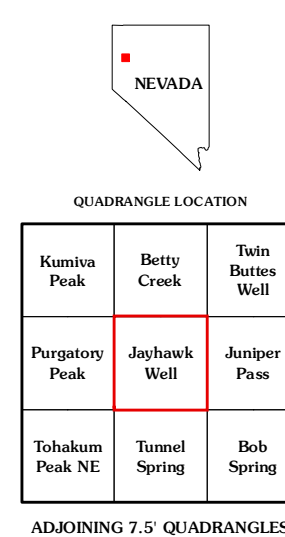 NEVADA
QUADRANGLE LOCATION
Kumiva
Peak
Betty
Creek
Twin
Buttes
Well
Purgatory
Peak
Jayhawk
Well
Juniper
Pass
Tohakum
Peak NE
Tunnel
Spring
Bob
Spring
ADJOINING 7.5' QUADRANGLES